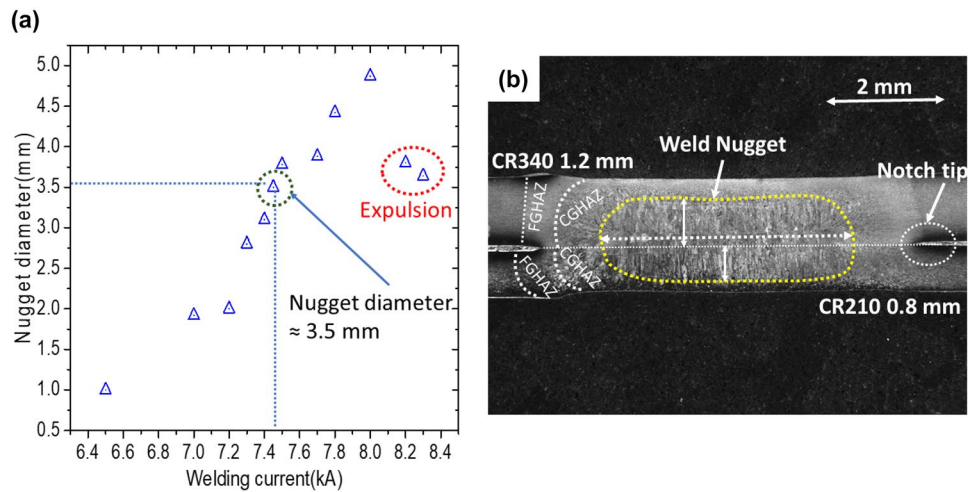 (a)
Nugget diameter(mm)
5.0
4.5
4.0
3.5
3.0
2.5
2.0
1.5
1.0
0.5
Expulsion
Nugget diameter
≈ 3.5 mm
6.4 6.6 6.8 7.0 7.2 7.4 7.6 7.8 8.0 8.2 8.4
Welding current(kA)
(b)
2 mm
Weld Nugget
CR340 1.2 mm
Notch tip
FGHAZ
CGHAZ
FGHAZ
CGHAZ
CR210 0.8 mm